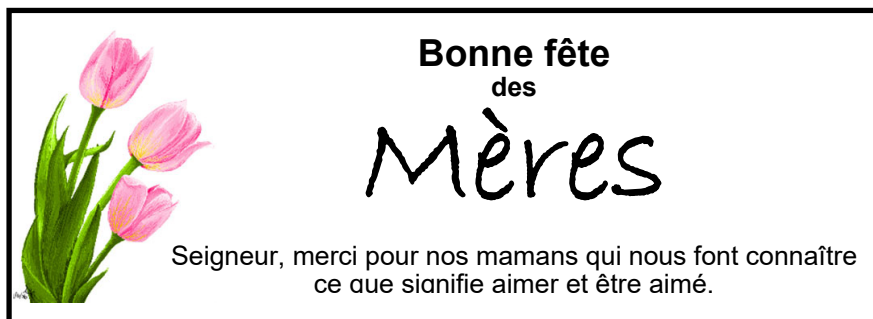 Bonne fête
des
Mères
Seigneur, merci pour nos mamans qui nous font connaître
ce que signifie aimer et être aimé.